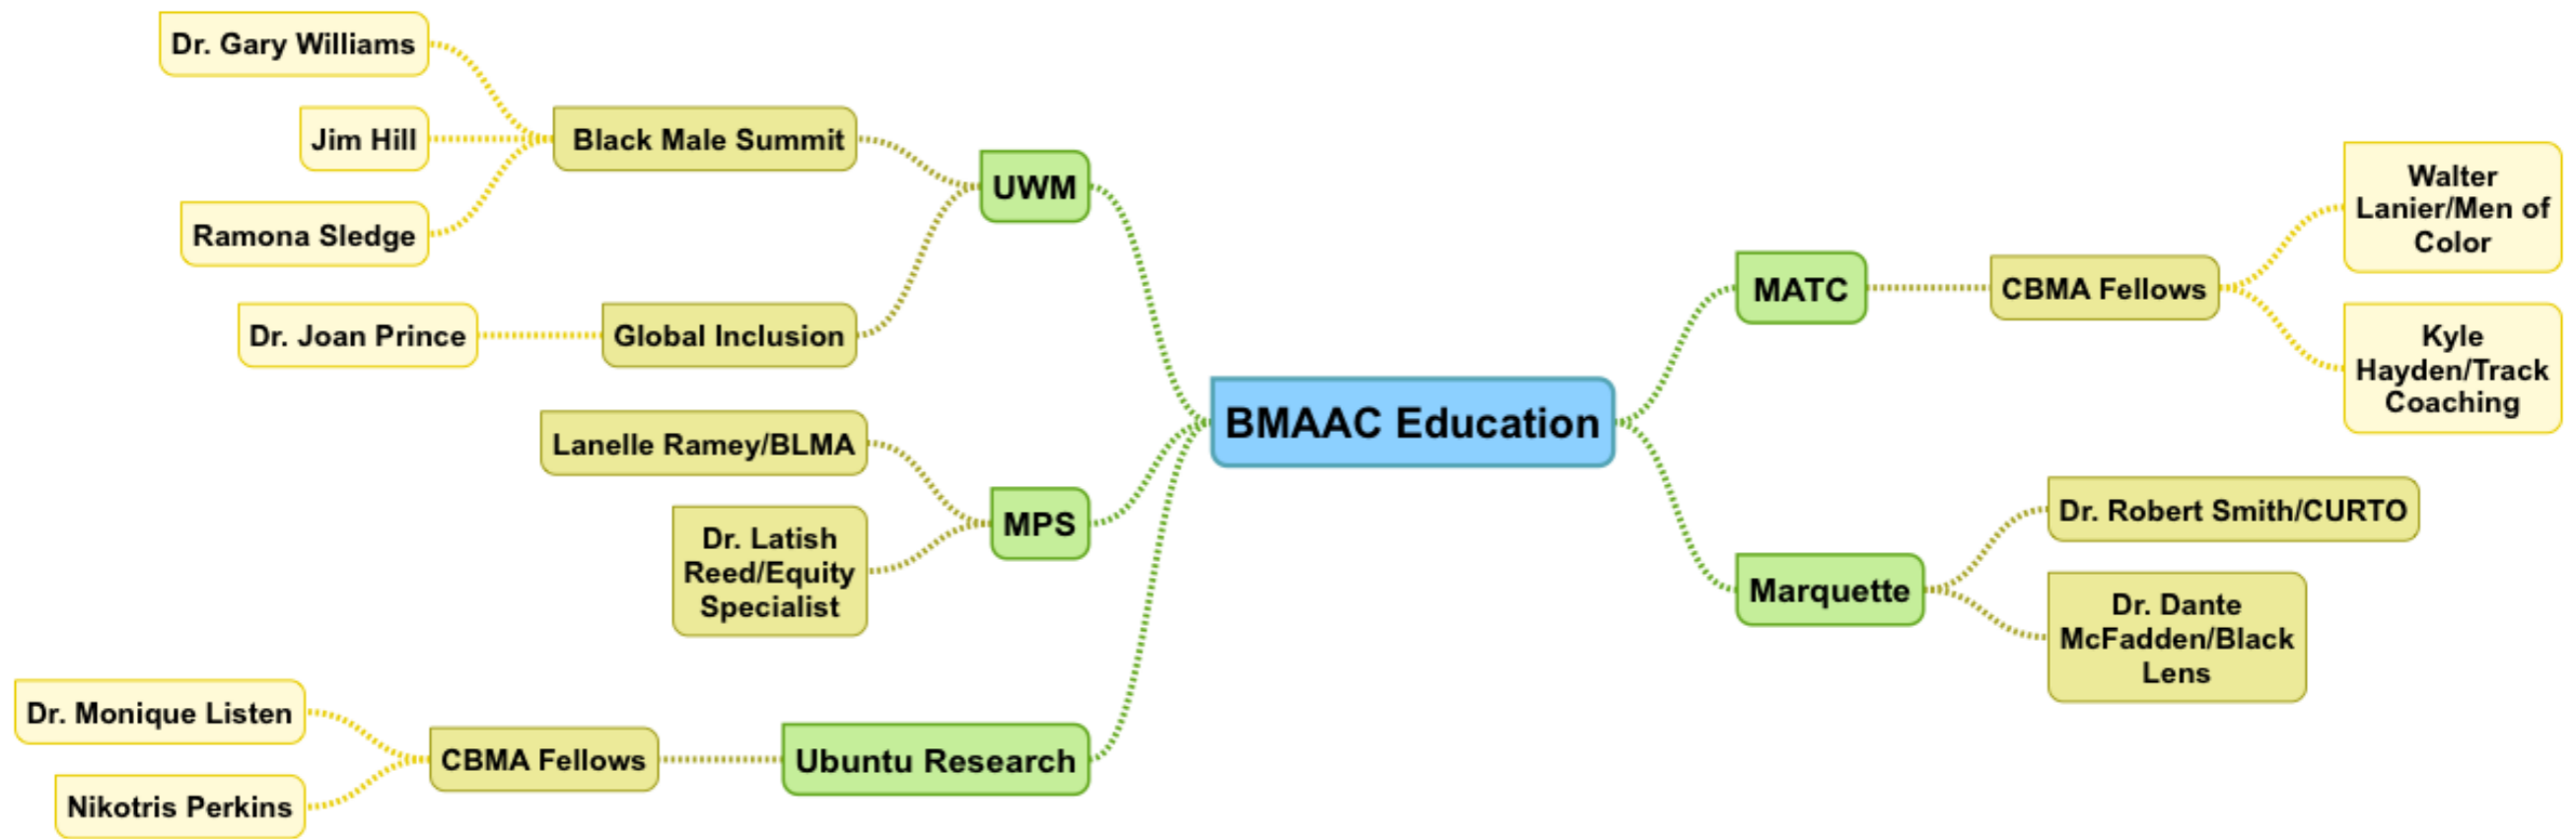 Dr. Gary Williams
Jim Hill
Ramona Sledge
Black Male Summit
Dr. Joan Prince
Global Inclusion
UWM
Lanelle Ramey/BLMA
Dr. Latish
Reed/Equity
Specialist
MPS
Dr. Monique Listen
Nikotris Perkins
CBMA Fellows
Ubuntu Research
BMAAC Education
MATC
CBMA Fellows
Walter
Lanier/Men of
Color
Kyle
Hayden/Track
Coaching
Marquette
Dr. Robert Smith/CURTO
Dr. Dante
McFadden/Black
Lens